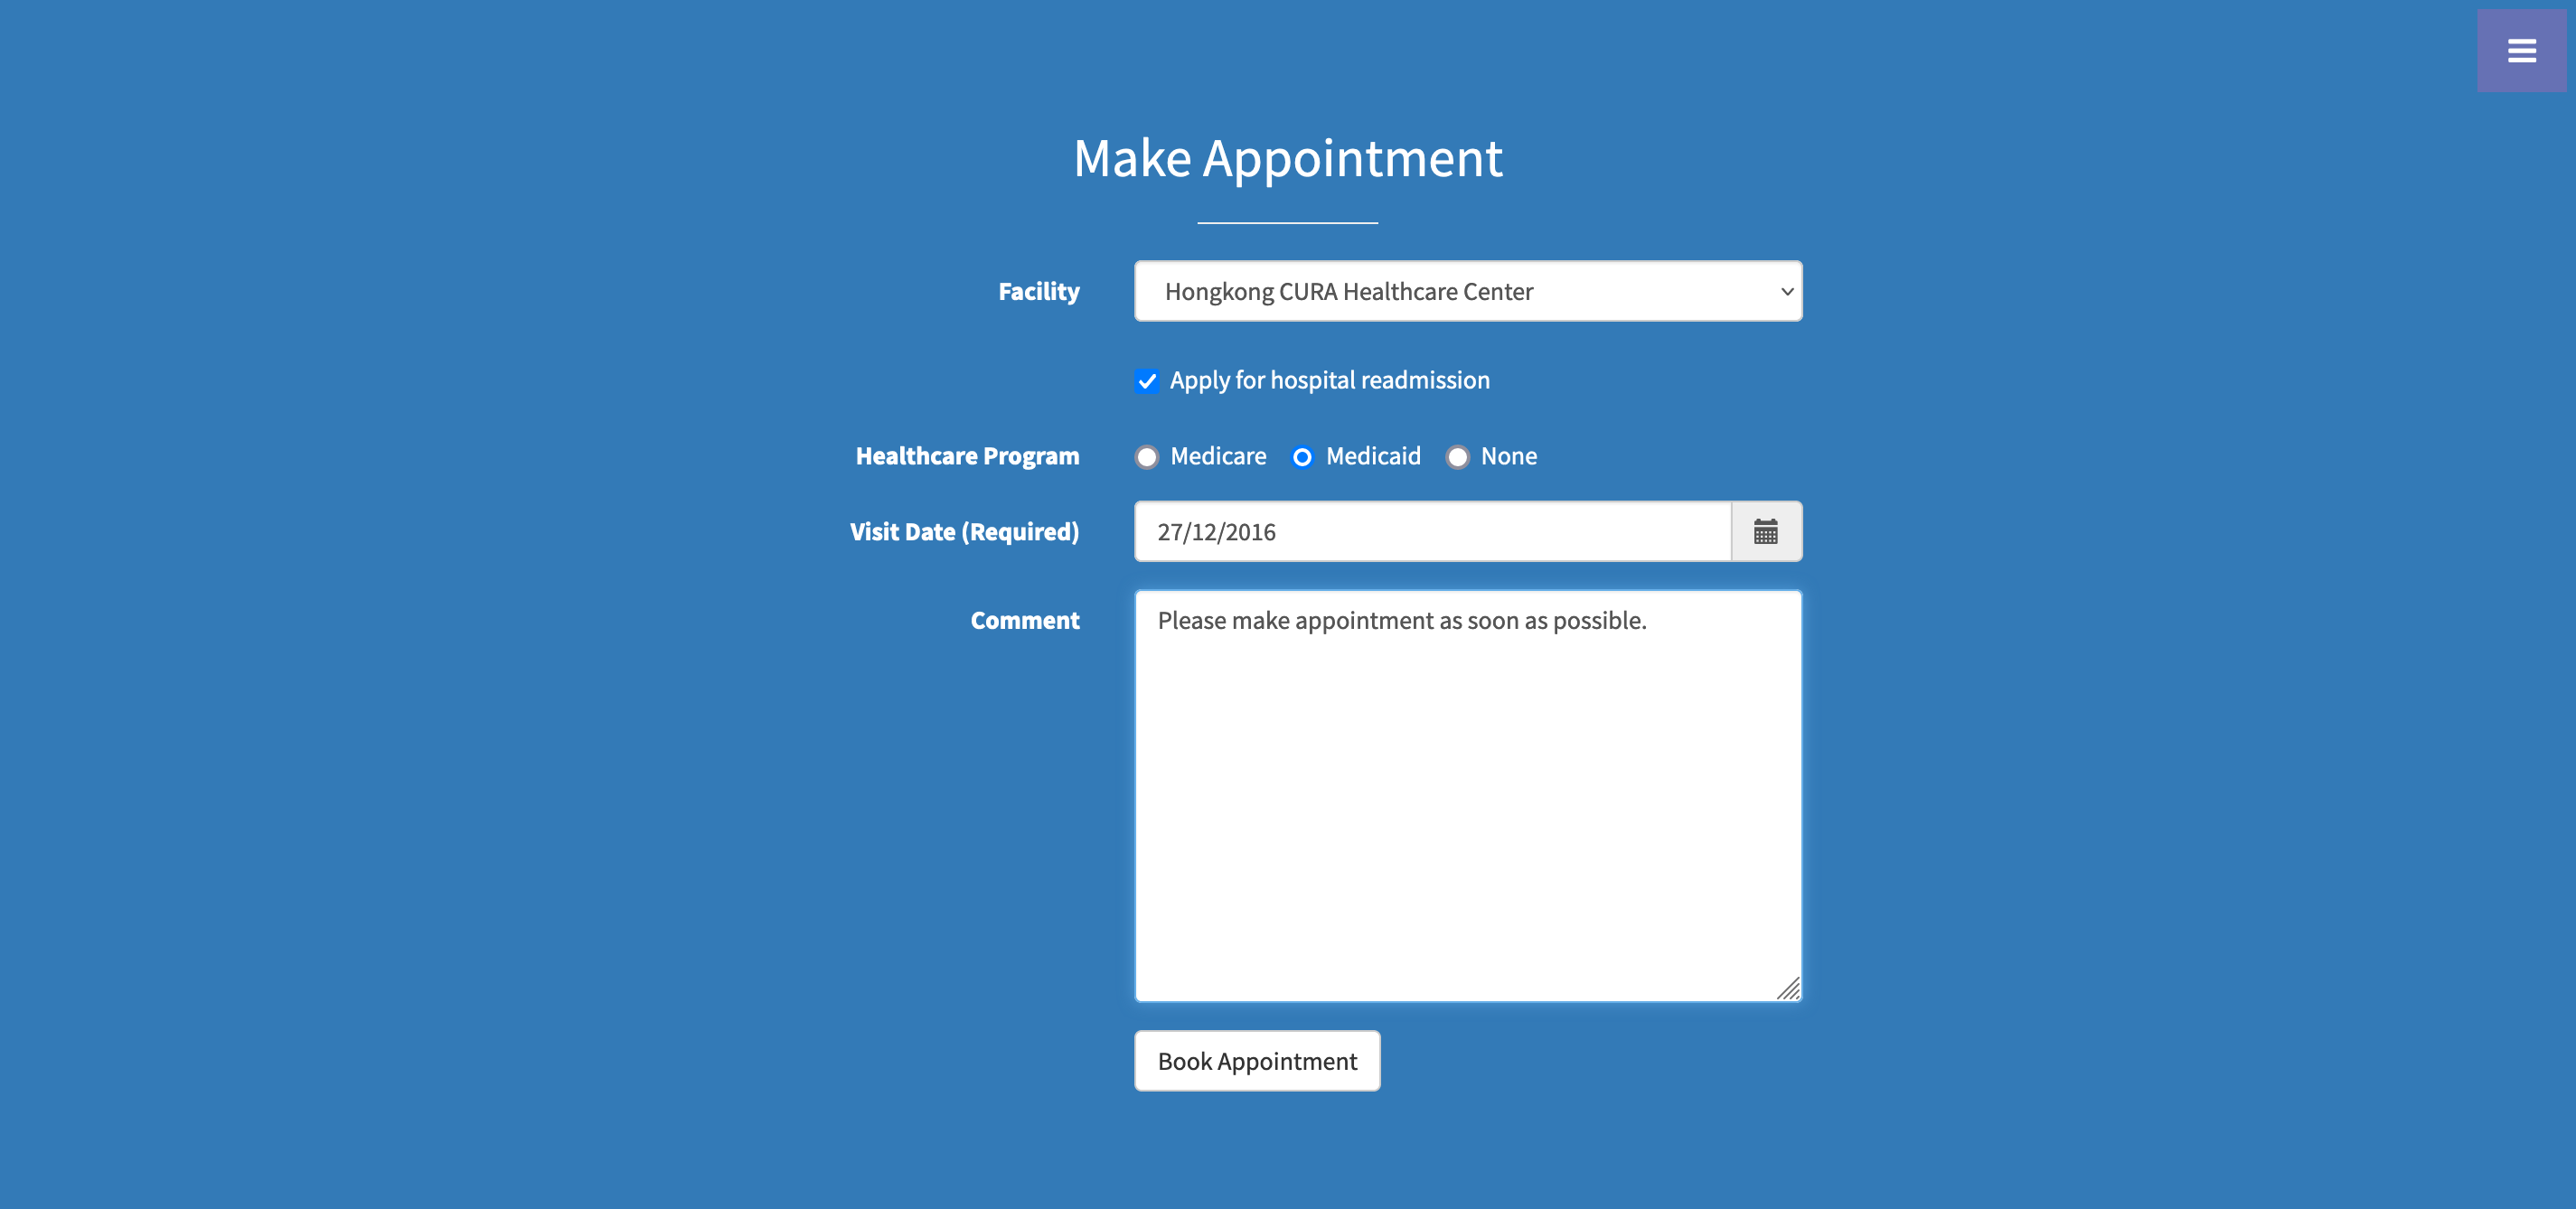 Make Appointment
Facility
Hongkong CURA Healthcare Center
Apply for hospital readmission
Healthcare Program
Medicare Medicaid None
Visit Date (Required)
27/12/2016
Comment
Please make appointment as soon as possible.
Book Appointment